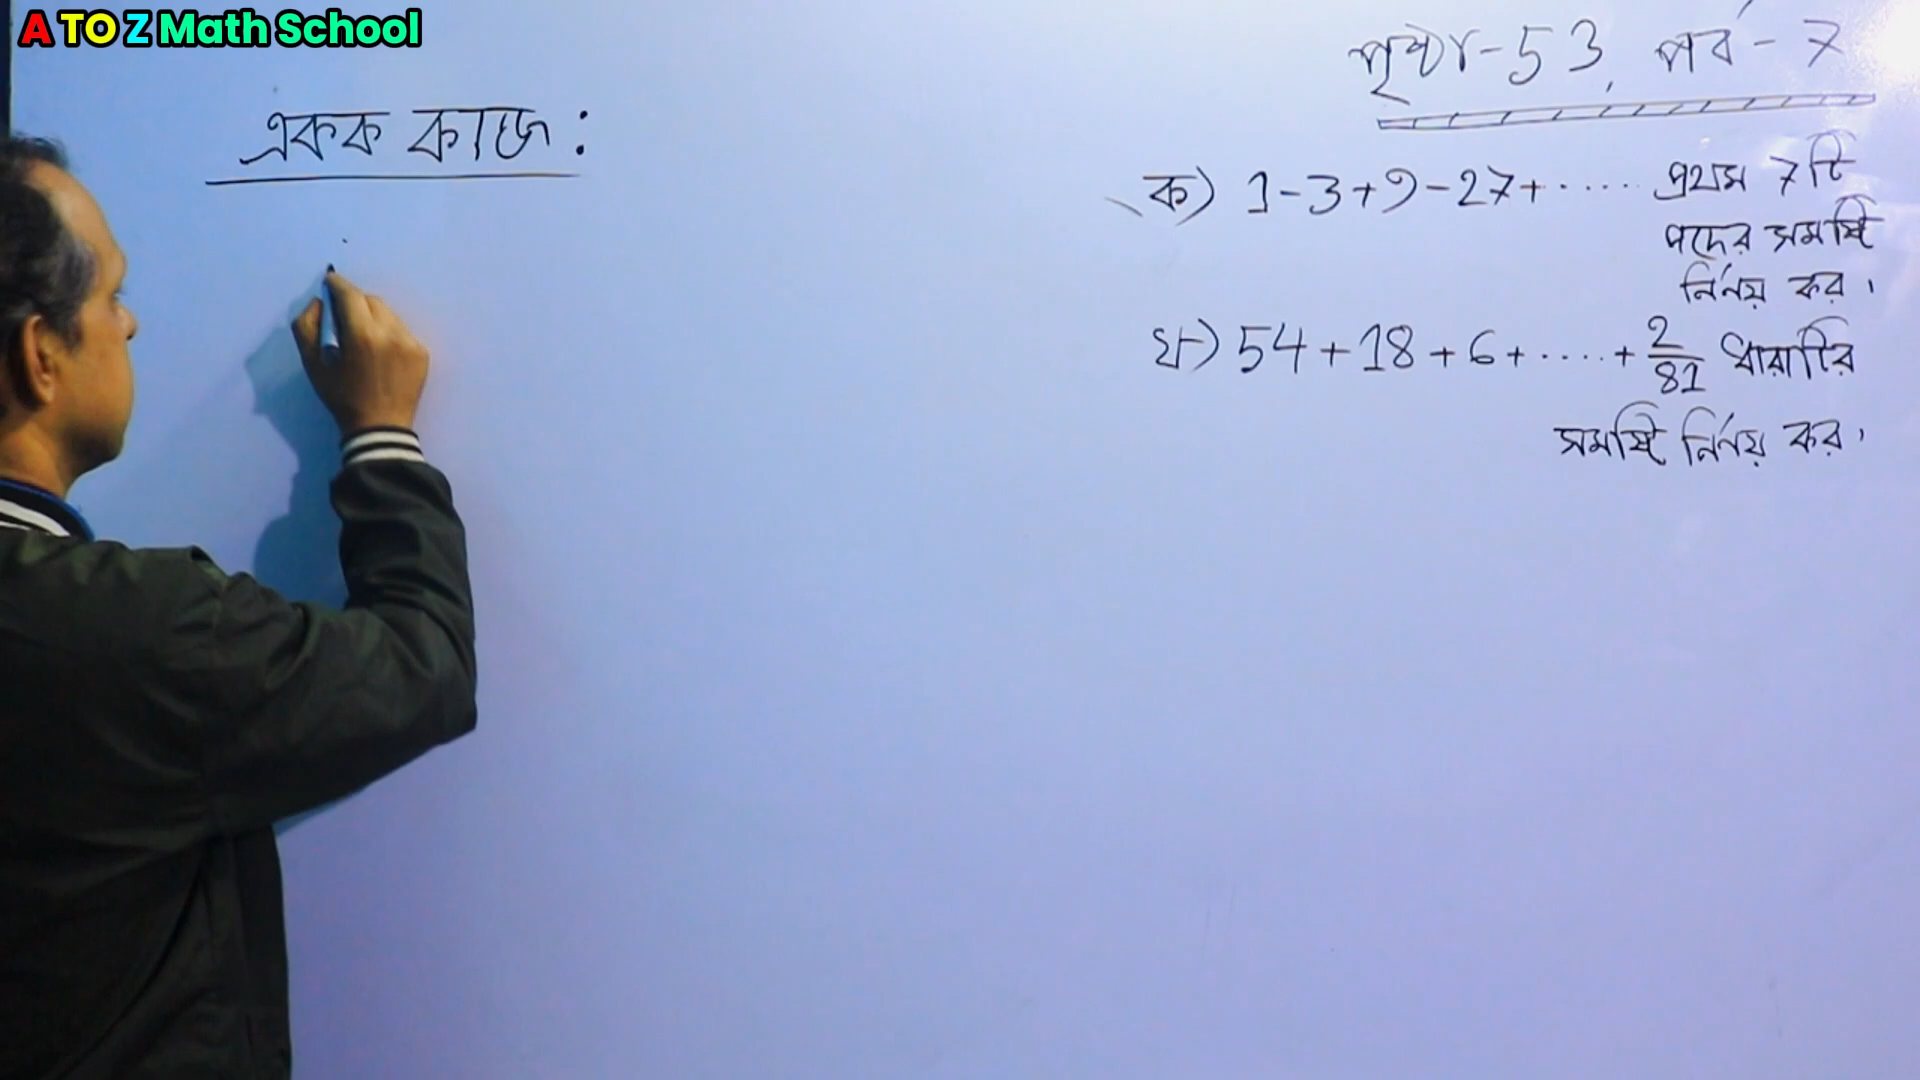 A TO Z Math School
পৃষ্ঠা-53, পর্ব-7
একক কাজ:
ক) 1-3+9-27+..... প্রথম 7টি
পদের সমষ্টি
নির্ণয় কর।
খ) 54+18+6+.....+2/81 ধারাটির
সমষ্টি নির্ণয় কর।